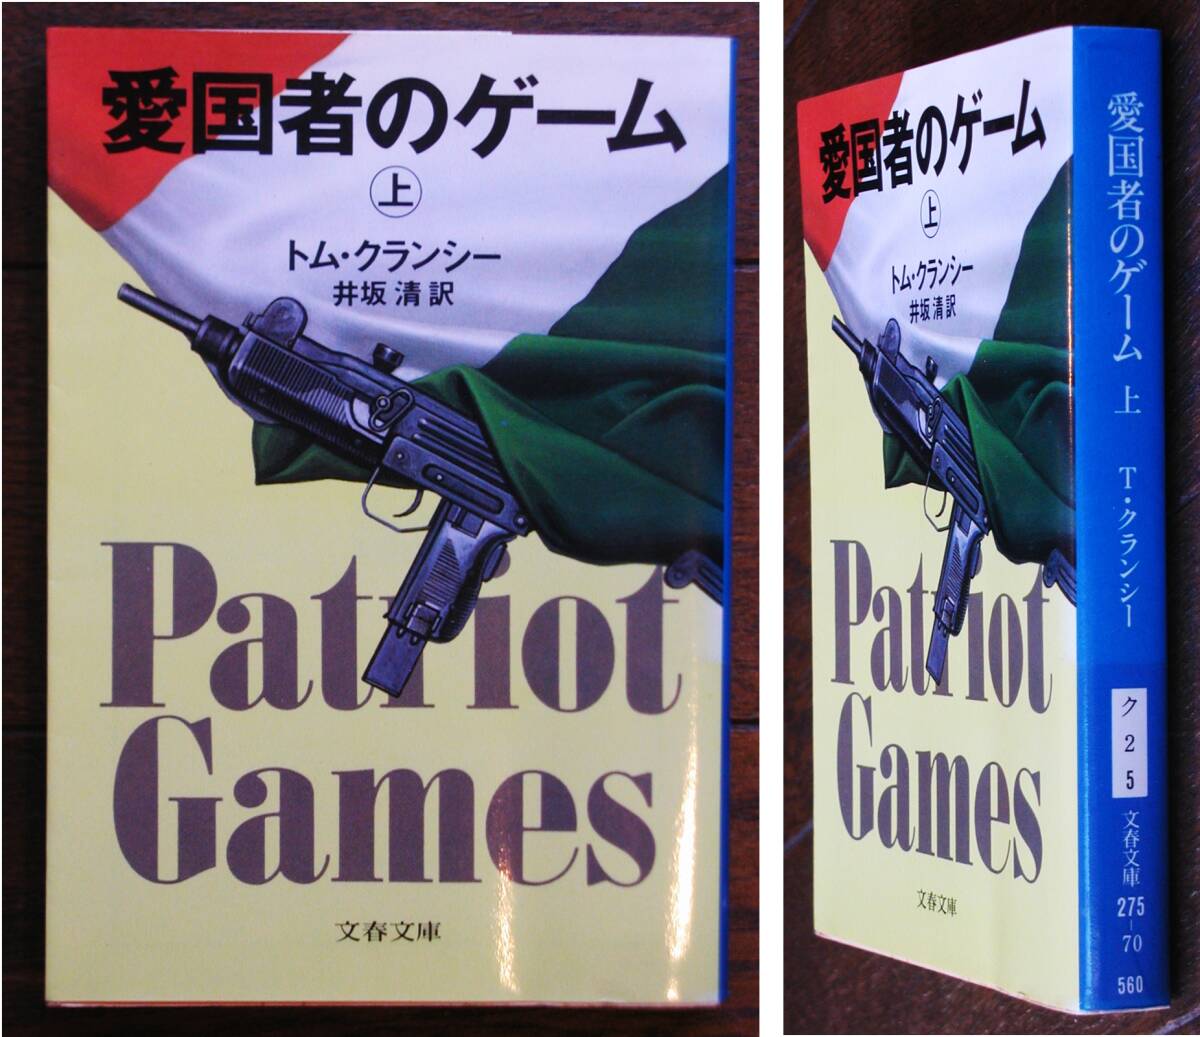 愛国者のゲーム
上
トム・クランシー
井坂 清 訳
Patriot
Games
文春文庫
愛国者のゲーム
上
トム・クランシー
井坂 清 訳
Patriot
Games
文春文庫
愛国者のゲーム 上 T・クランシー
ク
2
5
文春文庫
275
-70
560